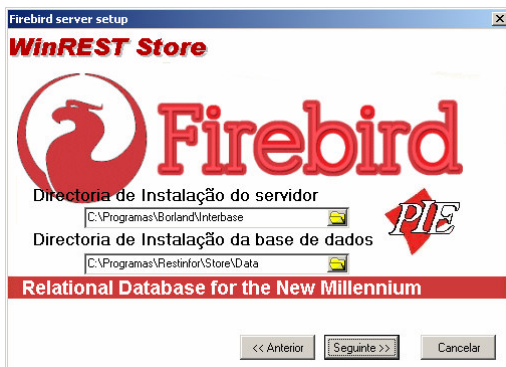 Firebird server setup
WinREST Store
Firebird
Directoria de Instalação do servidor
C:\Programas\Borland\Interbase
PIE
Directoria de Instalação da base de dados
C:\Programas\Restinfor\Store\Data
Relational Database for the New Millennium
<< Anterior Seguinte >> Cancelar